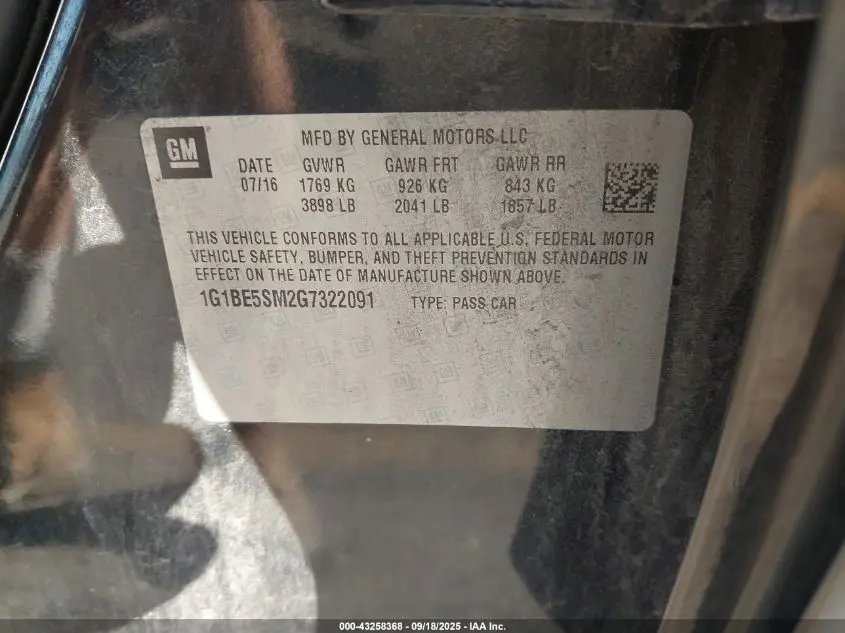 GM
MFD BY GENERAL MOTORS LLC
DATE GVWR GAWR FRT GAWR RR
07/16 1769 KG 926 KG 843 KG
3898 LB 2041 LB 1857 LB
THIS VEHICLE CONFORMS TO ALL APPLICABLE U.S. FEDERAL MOTOR
VEHICLE SAFETY, BUMPER, AND THEFT PREVENTION STANDARDS IN
EFFECT ON THE DATE OF MANUFACTURE SHOWN ABOVE.
1G1BE5SM2G7322091 TYPE: PASS CAR
000-43258368 - 09/18/2025 - IAA Inc.